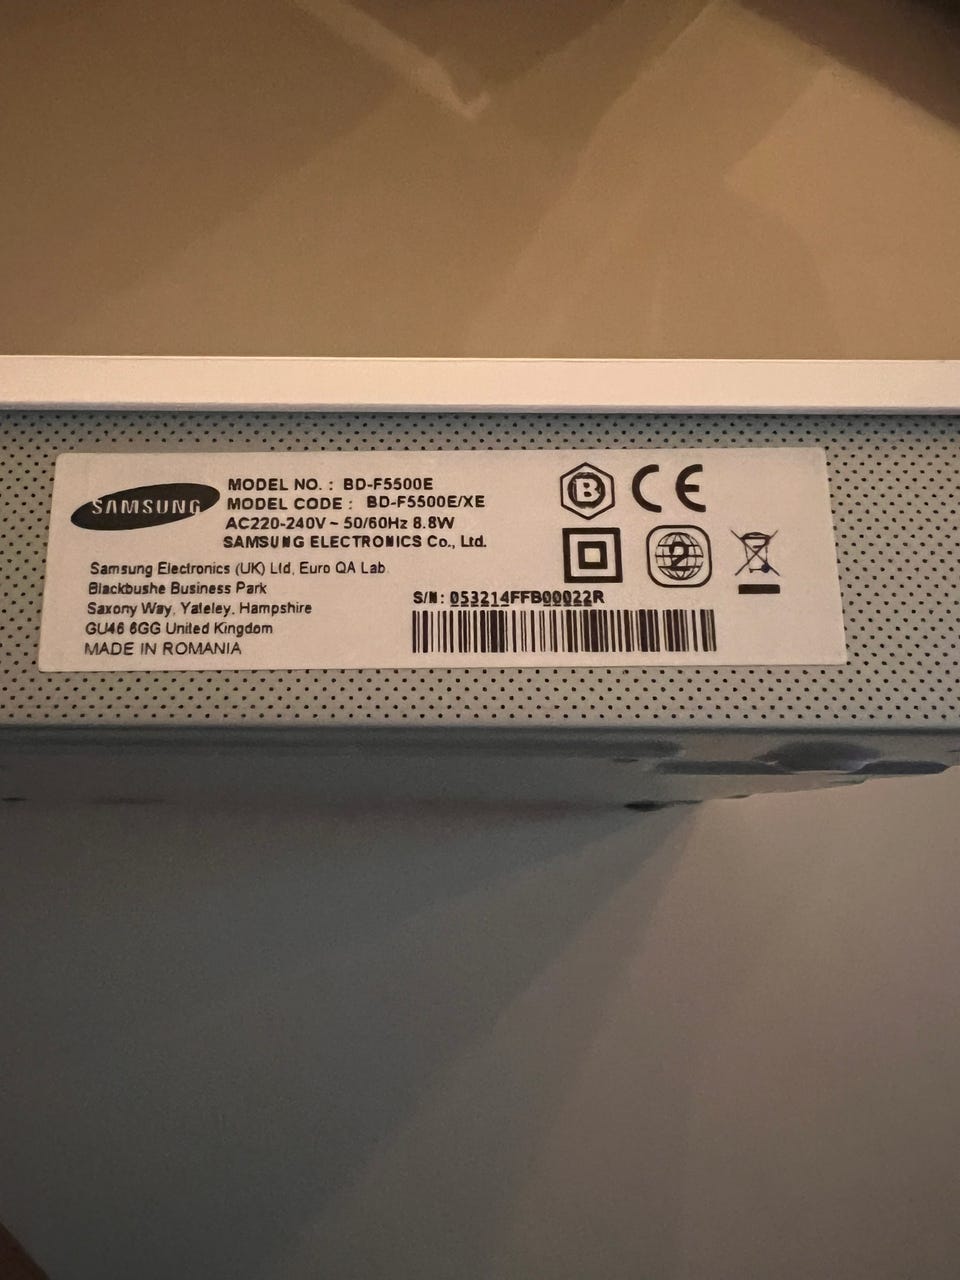 SAMSUNG
MODEL NO. : BD-F5500E
MODEL CODE : BD-F5500E/XE
AC220-240V ~ 50/60Hz 8.8W
SAMSUNG ELECTRONICS Co., Ltd.
Samsung Electronics (UK) Ltd, Euro QA Lab
Blackbushe Business Park
Saxony Way, Yateley, Hampshire
GU46 6GG United Kingdom
MADE IN ROMANIA
B CE
2
S/N: 053214FFB00022R